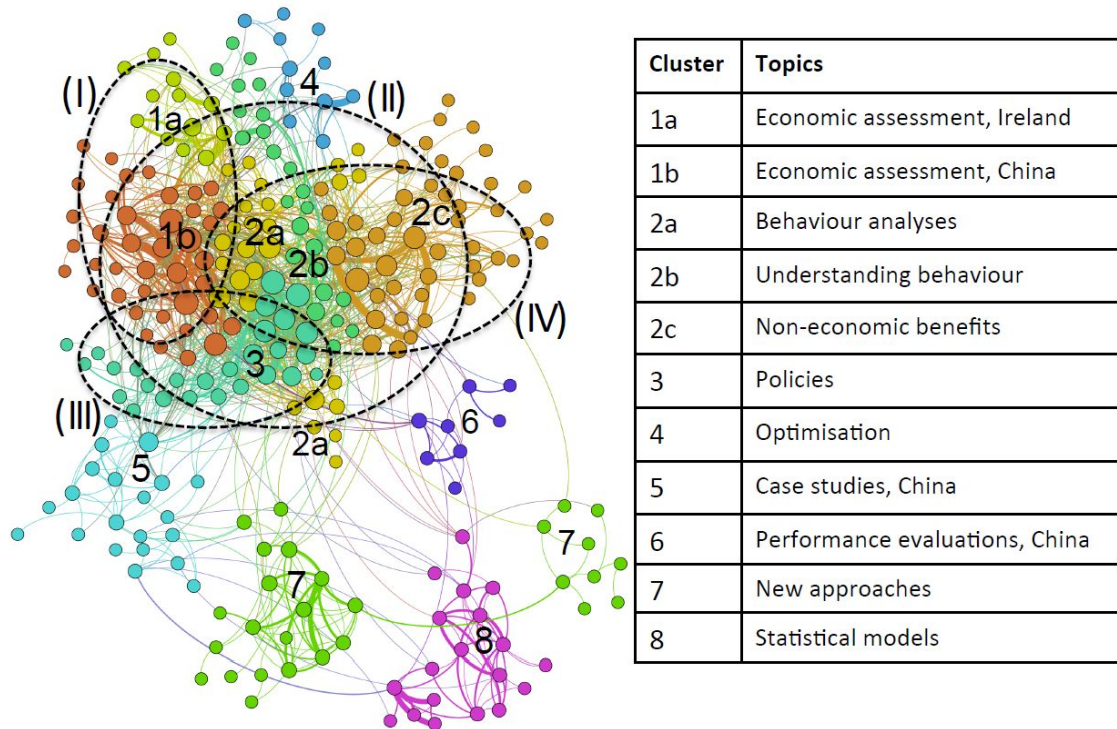 4
(I)
(II)
1a
2c
1b
2a
2b
(IV)
3
(III)
6
2a
5
7
7
8
Cluster Topics
1a Economic assessment, Ireland
1b Economic assessment, China
2a Behaviour analyses
2b Understanding behaviour
2c Non-economic benefits
3 Policies
4 Optimisation
5 Case studies, China
6 Performance evaluations, China
7 New approaches
8 Statistical models